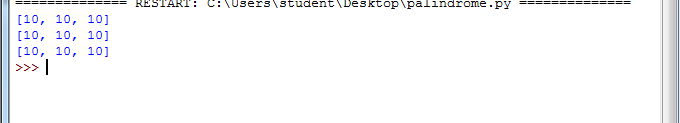 ============== RESTART: C:\Users\student\Desktop\palindrome.py ==============
[10, 10, 10]
[10, 10, 10]
[10, 10, 10]
>>>